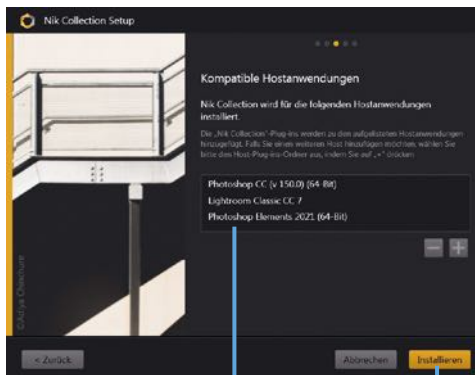 Nik Collection Setup
Kompatible Hostanwendungen
Nik Collection wird für die folgenden Hostanwendungen
installiert.
Die „Nik Collection"-Plug-ins werden zu den aufgelisteten Hostanwendungen
hinzugefügt. Falls Sie einen weiteren Host hinzufügen möchten, wählen Sie
bitte den Host-Plug-ins-Ordner aus, indem Sie auf „+" drücken
Photoshop CC (v 150.0) (64-Bit)
Lightroom Classic CC 7
Photoshop Elements 2021 (64-Bit)
− +
©Aditya Chinchure
< Zurück
Abbrechen
Installieren